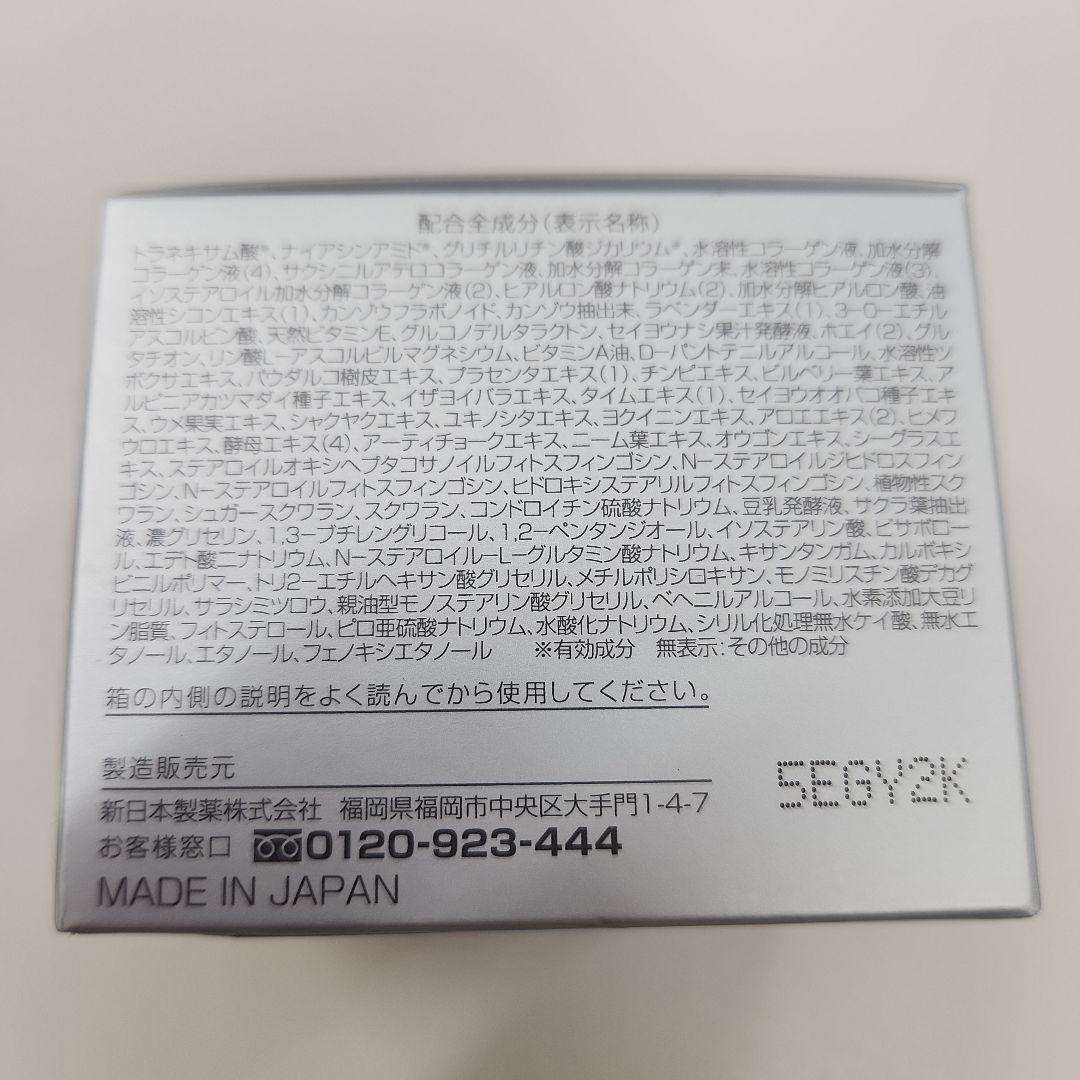 配合全成分(表示名称)
トラネキサム酸*、ナイアシンアミド*、グリチルリチン酸ジカリウム*、水溶性コラーゲン液、加水分解
コラーゲン液(4)、サクシニルアテロコラーゲン液、加水分解コラーゲン末、水溶性コラーゲン液(3)、
イソステアロイル加水分解コラーゲン液(2)、ヒアルロン酸ナトリウム(2)、加水分解ヒアルロン酸、油
溶性シコンエキス(1)、カンゾウフラボノイド、カンゾウ抽出末、ラベンダーエキス(1)、3-O-エチル
アスコルビン酸、天然ビタミンE、グルコノデルタラクトン、セイヨウナシ果汁発酵液、ホエイ(2)、グル
タチオン、リン酸L-アスコルビルマグネシウム、ビタミンA油、D-パントテニルアルコール、水溶性ツ
ボクサエキス、パウダルコ樹皮エキス、プラセンタエキス(1)、チンピエキス、ビルベリー葉エキス、ア
ルピニアカツマダイ種子エキス、イザヨイバラエキス、タイムエキス(1)、セイヨウオオバコ種子エキ
ス、ウメ果実エキス、シャクヤクエキス、ユキノシタエキス、ヨクイニンエキス、アロエエキス(2)、ヒメフ
ウロエキス、酵母エキス(4)、アーティチョークエキス、ニーム葉エキス、オウゴンエキス、シーグラスエ
キス、ステアロイルオキシヘプタコサノイルフィトスフィンゴシン、N-ステアロイルジヒドロスフィン
ゴシン、N-ステアロイルフィトスフィンゴシン、ヒドロキシステアリルフィトスフィンゴシン、植物性スク
ワラン、シュガースクワラン、スクワラン、コンドロイチン硫酸ナトリウム、豆乳発酵液、サクラ葉抽出
液、濃グリセリン、1,3-ブチレングリコール、1,2-ペンタンジオール、イソステアリン酸、ビサボロー
ル、エデト酸二ナトリウム、N-ステアロイル-L-グルタミン酸ナトリウム、キサンタンガム、カルボキシ
ビニルポリマー、トリ2-エチルヘキサン酸グリセリル、メチルポリシロキサン、モノミリスチン酸デカグ
リセリル、サラシミツロウ、親油型モノステアリン酸グリセリル、ベヘニルアルコール、水素添加大豆リ
ン脂質、フィトステロール、ピロ亜硫酸ナトリウム、水酸化ナトリウム、シリル化処理無水ケイ酸、無水エ
タノール、エタノール、フェノキシエタノール ※有効成分 無表示:その他の成分
箱の内側の説明をよく読んでから使用してください。
製造販売元
新日本製薬株式会社 福岡県福岡市中央区大手門1-4-7
お客様窓口 0120-923-444
MADE IN JAPAN
5EGY2K